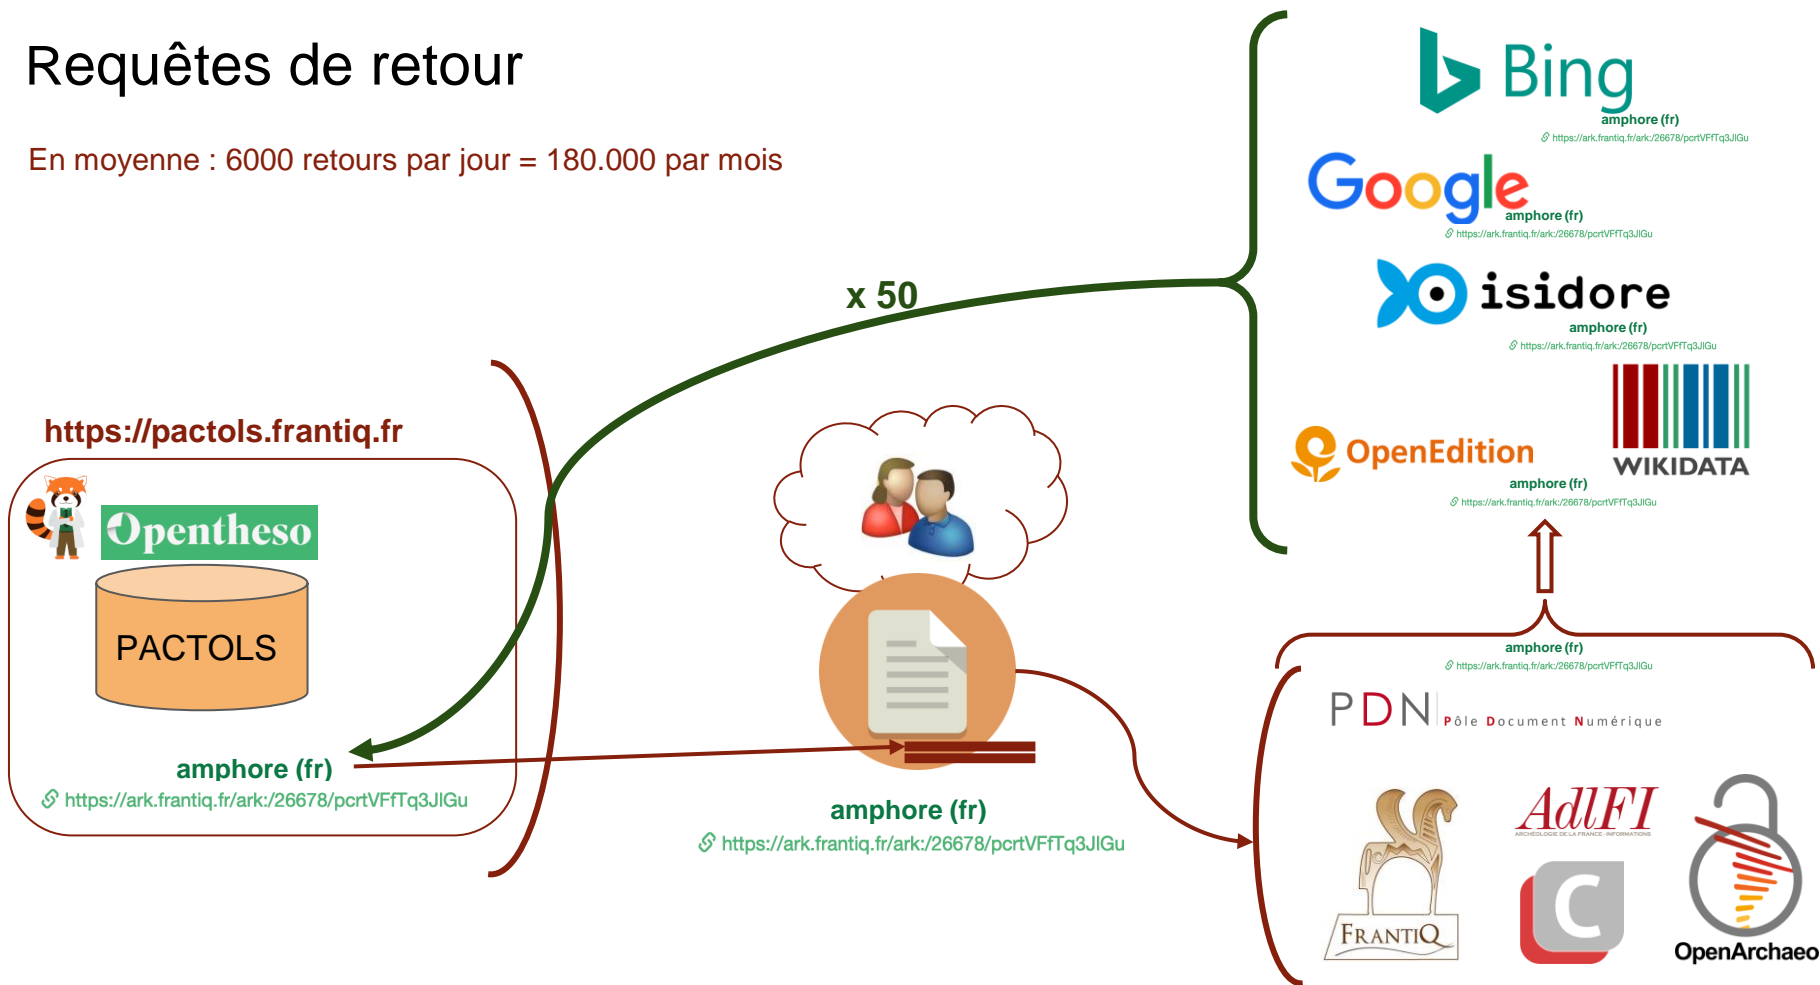 Requêtes de retour
En moyenne : 6000 retours par jour = 180.000 par mois
Bing
amphore (fr)
https://ark.frantiq.fr/ark:/26678/pcrtVFfTq3JlGu
Google
amphore (fr)
https://ark.frantiq.fr/ark:/26678/pcrtVFfTq3JlGu
isidore
amphore (fr)
https://ark.frantiq.fr/ark:/26678/pcrtVFfTq3JlGu
x 50
WIKIDATA
OpenEdition
amphore (fr)
https://ark.frantiq.fr/ark:/26678/pcrtVFfTq3JlGu
https://pactols.frantiq.fr
Opentheso
PACTOLS
amphore (fr)
https://ark.frantiq.fr/ark:/26678/pcrtVFfTq3JlGu
amphore (fr)
https://ark.frantiq.fr/ark:/26678/pcrtVFfTq3JlGu
amphore (fr)
https://ark.frantiq.fr/ark:/26678/pcrtVFfTq3JlGu
PDN Pôle Document Numérique
FRANTIQ
AdlFI
ARCHEOLOGIE DE LA FRANCE - INFORMATIONS
C
OpenArchaeo